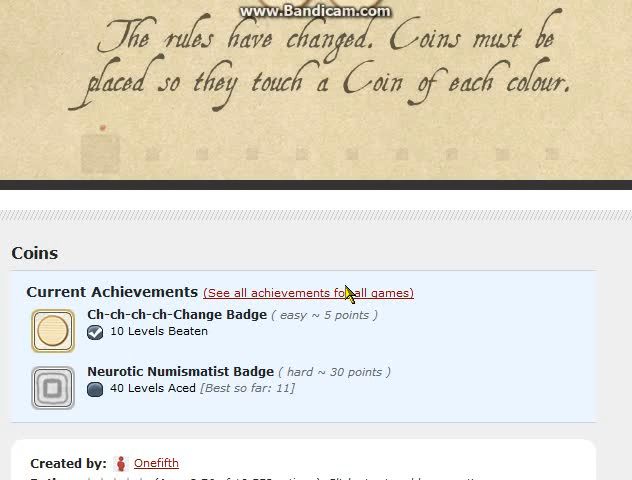 www.Bandicam.com
The rules have changed. Coins must be
placed so they touch a Coin of each colour.
Coins
Current Achievements (See all achievements for all games)
Ch-ch-ch-ch-Change Badge ( easy ~ 5 points )
10 Levels Beaten
Neurotic Numismatist Badge ( hard ~ 30 points )
40 Levels Aced [Best so far: 11]
Created by: Onefifth